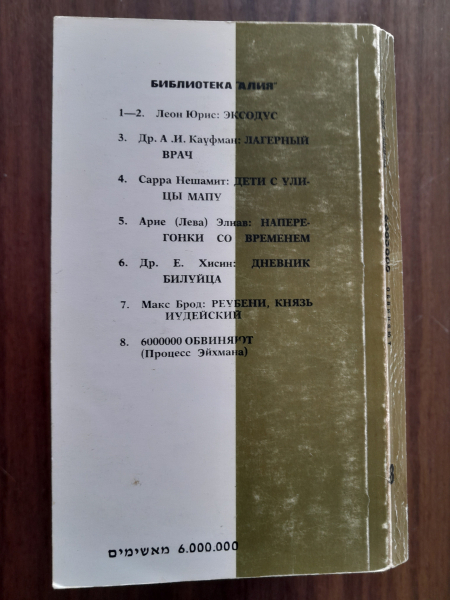 БИБЛИОТЕКА "АЛИЯ"
1—2. Леон Юрис: ЭКСОДУС
3. Др. А .И. Кауфман: ЛАГЕРНЫЙ
ВРАЧ
4. Сарра Нешамит: ДЕТИ С УЛИ-
ЦЫ МАПУ
5. Арие (Лева) Элиав: НАПЕРЕ-
ГОНКИ СО ВРЕМЕНЕМ
6. Др. Е. Хисин: ДНЕВНИК
БИЛУЙЦА
7. Макс Брод: РЕУБЕНИ, КНЯЗЬ
ИУДЕЙСКИЙ
8. 6000000 ОБВИНЯЮТ
(Процесс Эйхмана)
6.000.000 מאשימים
8